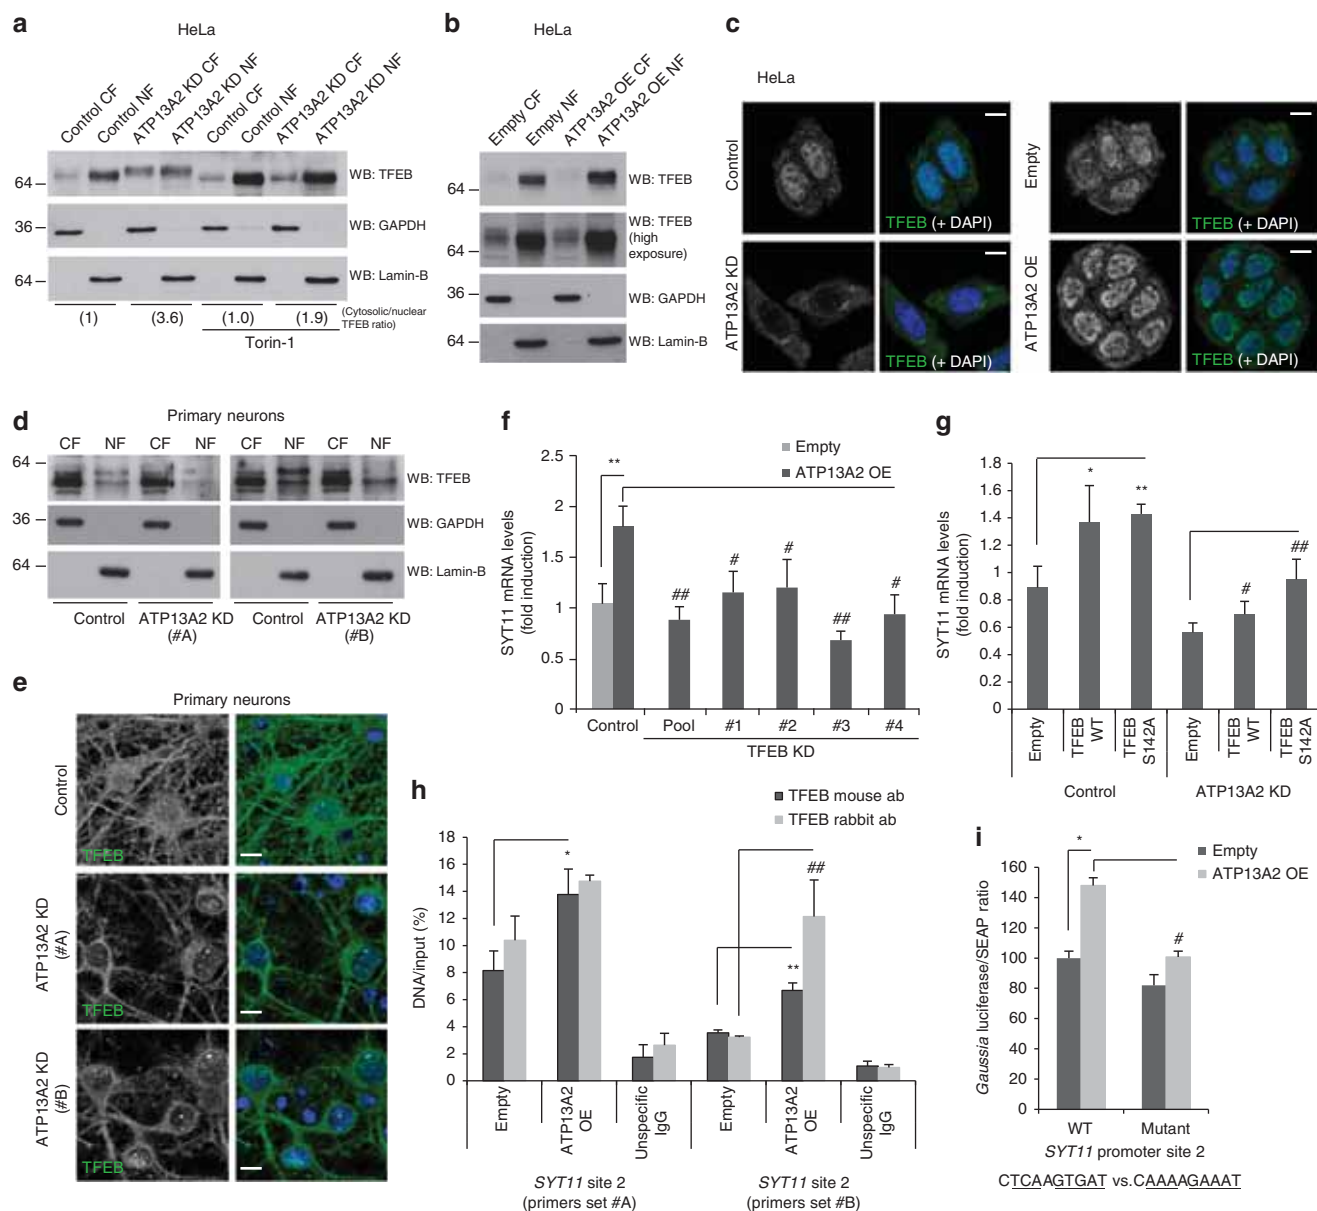 a
HeLa
Control CF
Control NF
ATP13A2 KD CF
ATP13A2 KD NF
Control CF
Control NF
ATP13A2 KD CF
ATP13A2 KD NF
64
WB: TFEB
36
WB: GAPDH
64
WB: Lamin-B
(1)
(3.6)
(1.0)
(1.9)
(Cytosolic/nuclear
TFEB ratio)
Torin-1
b
HeLa
Empty CF
Empty NF
ATP13A2 OE CF
ATP13A2 OE NF
64
WB: TFEB
64
WB: TFEB
(high
exposure)
36
WB: GAPDH
64
WB: Lamin-B
c
HeLa
Control
TFEB (+ DAPI)
Empty
TFEB (+ DAPI)
ATP13A2 KD
TFEB (+ DAPI)
ATP13A2 OE
TFEB (+ DAPI)
d
Primary neurons
CF NF CF NF CF NF CF NF
64
WB: TFEB
36
WB: GAPDH
64
WB: Lamin-B
Control
ATP13A2 KD
(#A)
Control
ATP13A2 KD
(#B)
e
Primary neurons
Control
TFEB
ATP13A2 KD
(#A)
TFEB
ATP13A2 KD
(#B)
TFEB
f
Empty
ATP13A2 OE
SYT11 mRNA levels
(fold induction)
2.5
2
1.5
1
0.5
0
**
##
#
#
##
#
Control
Pool
#1
#2
#3
#4
TFEB KD
g
SYT11 mRNA levels
(fold induction)
1.8
1.6
1.4
1.2
1.0
0.8
0.6
0.4
0.2
0
*
**
#
##
Empty
TFEB
WT
TFEB
S142A
Empty
TFEB
WT
TFEB
S142A
Control
ATP13A2 KD
h
TFEB mouse ab
TFEB rabbit ab
DNA/input (%)
18
16
14
12
10
8
6
4
2
0
*
**
##
Empty
ATP13A2
OE
Unspecific
IgG
Empty
ATP13A2
OE
Unspecific
IgG
SYT11 site 2
(primers set #A)
SYT11 site 2
(primers set #B)
i
Empty
ATP13A2 OE
Gaussia luciferase/SEAP ratio
160
140
120
100
80
60
40
20
0
*
#
WT
Mutant
SYT11 promoter site 2
CTCAAGTGAT vs.CAAAAGAAAT